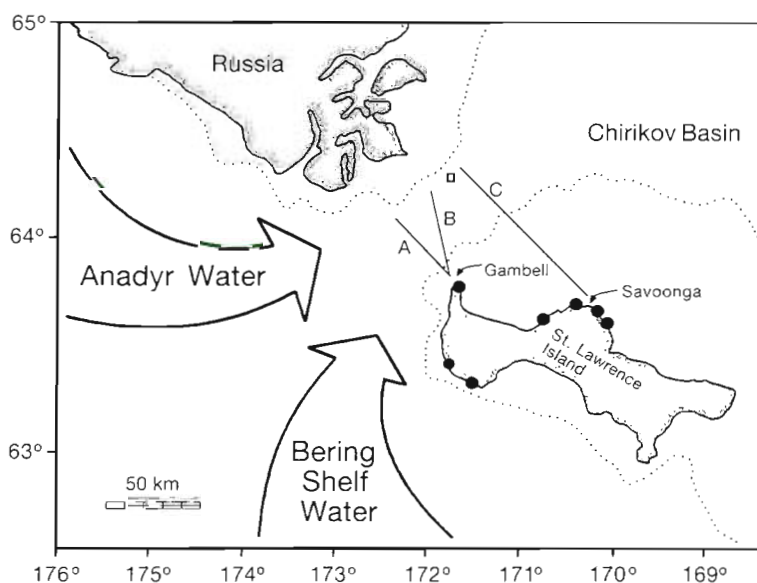 65°
Russia
Chirikov Basin
C
B
64°
A
Gambell
Anadyr Water
Savoonga
St. Lawrence
Island
63°
50 km
Bering
Shelf
Water
176° 175° 174° 173° 172° 171° 170° 169°